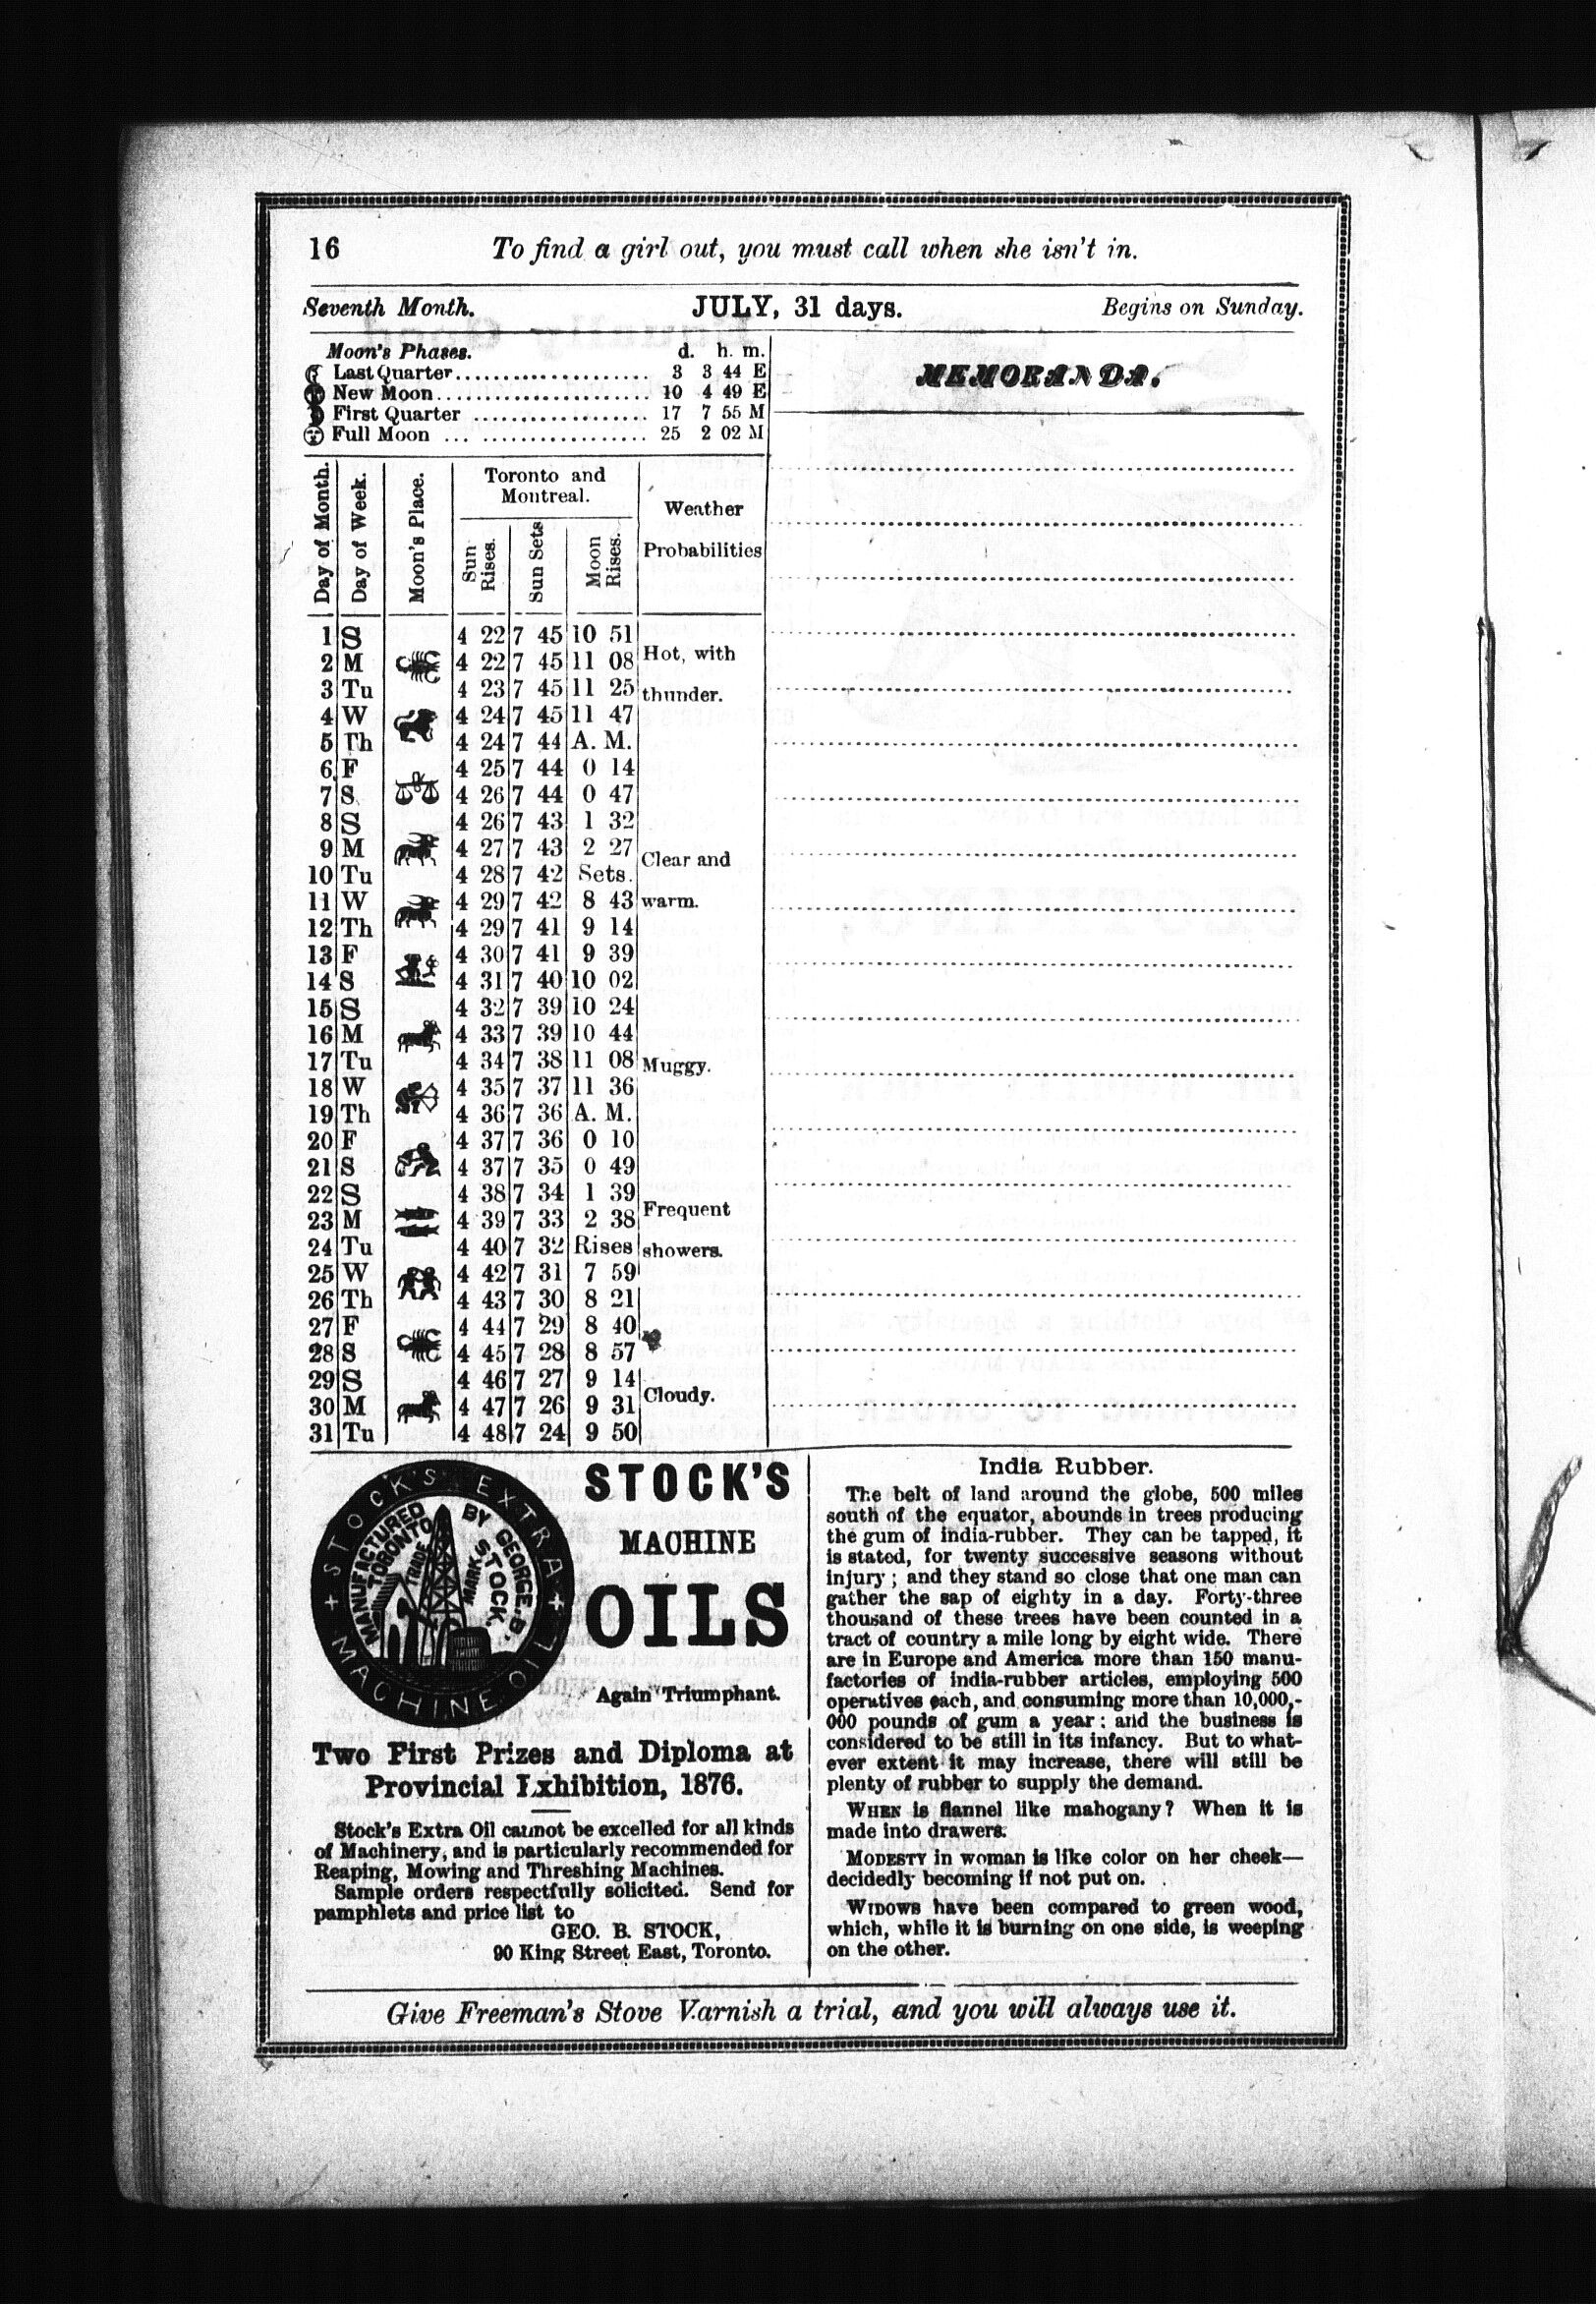 16 To find a girl out, you must call when she isn't in.
Seventh Month. JULY, 31 days. Begins on Sunday.
Moon's Phases. d. h. m.
Last Quarter.................... 3 3 44 E
New Moon....................... 10 4 49 E
First Quarter ................... 17 7 55 M
Full Moon ... .................. 25 2 02 M
MEMORANDA.
Day of Month. Day of Week. Moon's Place. Toronto and Montreal. Sun Rises. Sun Sets Moon Rises. Weather Probabilities
1 S 4 22 7 45 10 51
2 M 4 22 7 45 11 08 Hot, with
3 Tu 4 23 7 45 11 25 thunder.
4 W 4 24 7 45 11 47
5 Th 4 24 7 44 A. M.
6 F 4 25 7 44 0 14
7 S 4 26 7 44 0 47
8 S 4 26 7 43 1 32
9 M 4 27 7 43 2 27 Clear and
10 Tu 4 28 7 42 Sets.
11 W 4 29 7 42 8 43 warm.
12 Th 4 29 7 41 9 14
13 F 4 30 7 41 9 39
14 S 4 31 7 40 10 02
15 S 4 32 7 39 10 24
16 M 4 33 7 39 10 44
17 Tu 4 34 7 38 11 08 Muggy.
18 W 4 35 7 37 11 36
19 Th 4 36 7 36 A. M.
20 F 4 37 7 36 0 10
21 S 4 37 7 35 0 49
22 S 4 38 7 34 1 39
23 M 4 39 7 33 2 38 Frequent
24 Tu 4 40 7 32 Rises showers.
25 W 4 42 7 31 7 59
26 Th 4 43 7 30 8 21
27 F 4 44 7 29 8 40
28 S 4 45 7 28 8 57
29 S 4 46 7 27 9 14
30 M 4 47 7 26 9 31 Cloudy.
31 Tu 4 48 7 24 9 50
STOCK'S EXTRA MACHINE OIL
MANUFACTURED BY GEORGE. B. STOCK.
TORONTO
TRADE MARK
STOCK'S
MACHINE
OILS
Again Triumphant.
Two First Prizes and Diploma at
Provincial Exhibition, 1876.
Stock's Extra Oil cannot be excelled for all kinds
of Machinery, and is particularly recommended for
Reaping, Mowing and Threshing Machines.
Sample orders respectfully solicited. Send for
pamphlets and price list to
GEO. B. STOCK,
90 King Street East, Toronto.
India Rubber.
The belt of land around the globe, 500 miles
south of the equator, abounds in trees producing
the gum of india-rubber. They can be tapped, it
is stated, for twenty successive seasons without
injury; and they stand so close that one man can
gather the sap of eighty in a day. Forty-three
thousand of these trees have been counted in a
tract of country a mile long by eight wide. There
are in Europe and America more than 150 manu-
factories of india-rubber articles, employing 500
operatives each, and consuming more than 10,000,-
000 pounds of gum a year: and the business is
considered to be still in its infancy. But to what-
ever extent it may increase, there will still be
plenty of rubber to supply the demand.
WHEN is flannel like mahogany? When it is
made into drawers.
MODESTY in woman is like color on her cheek—
decidedly becoming if not put on.
WIDOWS have been compared to green wood,
which, while it is burning on one side, is weeping
on the other.
Give Freeman's Stove Varnish a trial, and you will always use it.